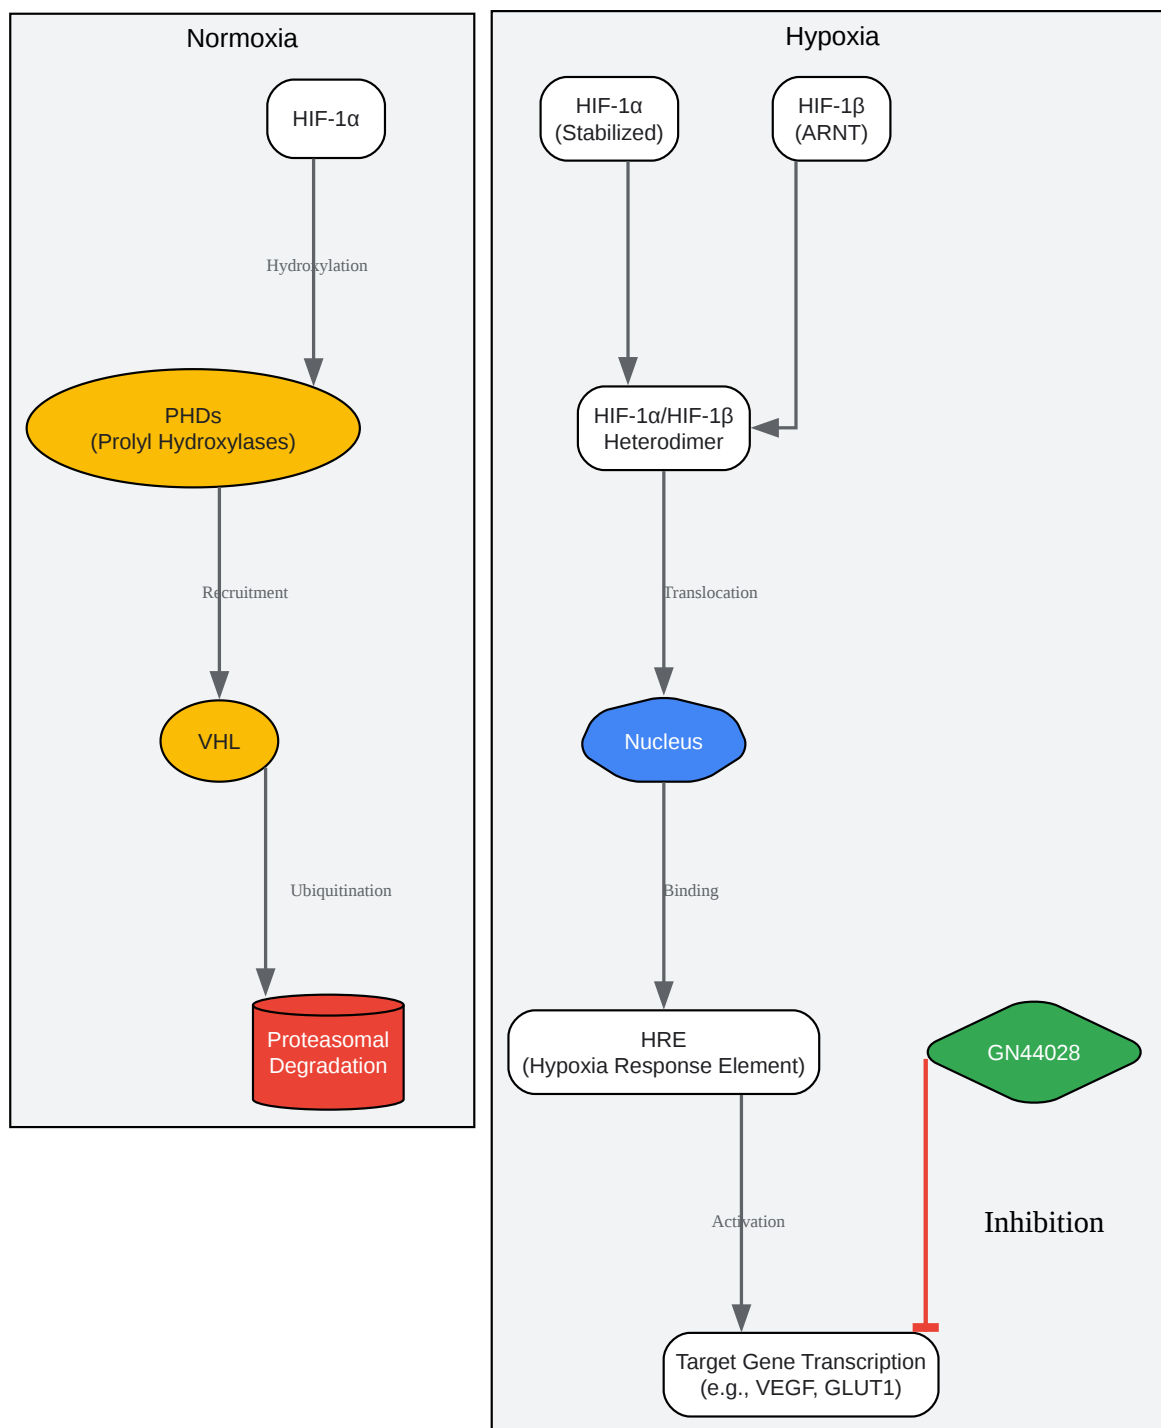 Normoxia
HIF-1α
Hydroxylation
PHDs
(Prolyl Hydroxylases)
Recruitment
VHL
Ubiquitination
Proteasomal
Degradation
Hypoxia
HIF-1α
(Stabilized)
HIF-1β
(ARNT)
HIF-1α/HIF-1β
Heterodimer
Translocation
Nucleus
Binding
HRE
(Hypoxia Response Element)
GN44028
Activation
Inhibition
Target Gene Transcription
(e.g., VEGF, GLUT1)